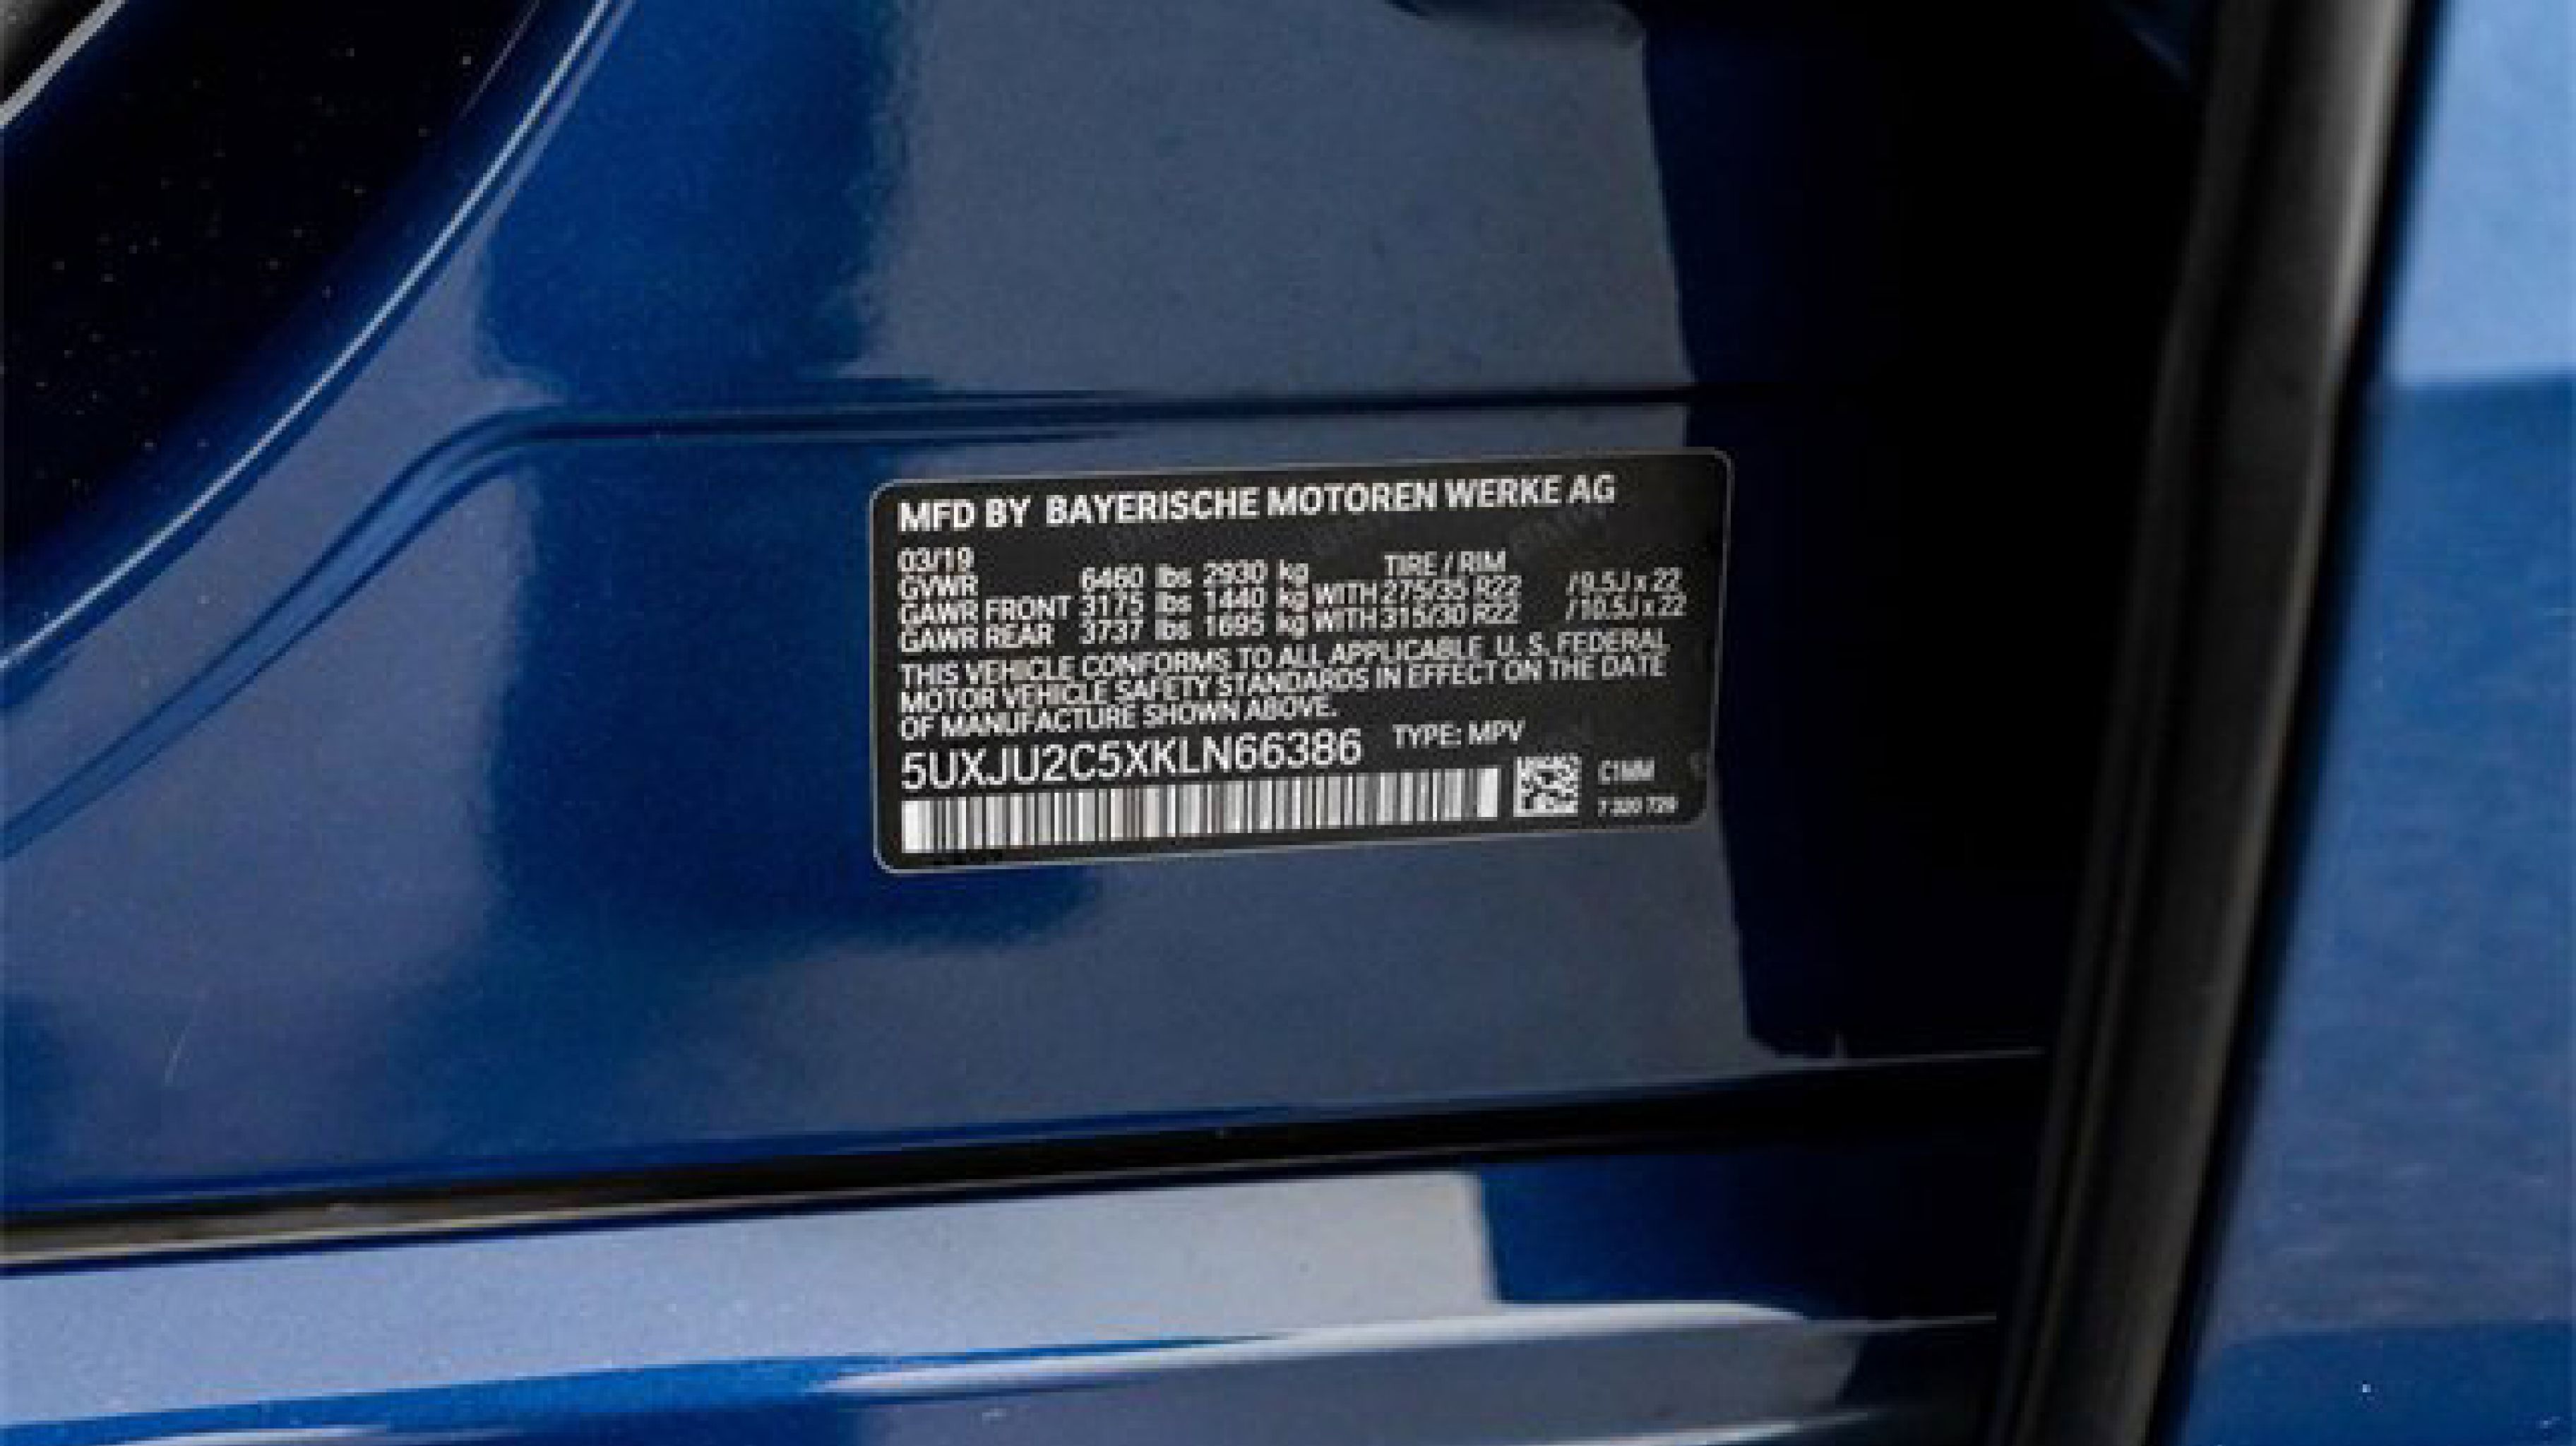 MFD BY BAYERISCHE MOTOREN WERKE AG
03/19 TIRE / RIM
GVWR 6460 lbs 2930 kg
GAWR FRONT 3175 lbs 1440 kg WITH 275/35 R22 / 9.5J x 22
GAWR REAR 3737 lbs 1695 kg WITH 315/30 R22 / 10.5J x 22
THIS VEHICLE CONFORMS TO ALL APPLICABLE U. S. FEDERAL
MOTOR VEHICLE SAFETY STANDARDS IN EFFECT ON THE DATE
OF MANUFACTURE SHOWN ABOVE.
5UXJU2C5XKLN66386 TYPE: MPV
C1MM
7 320 729